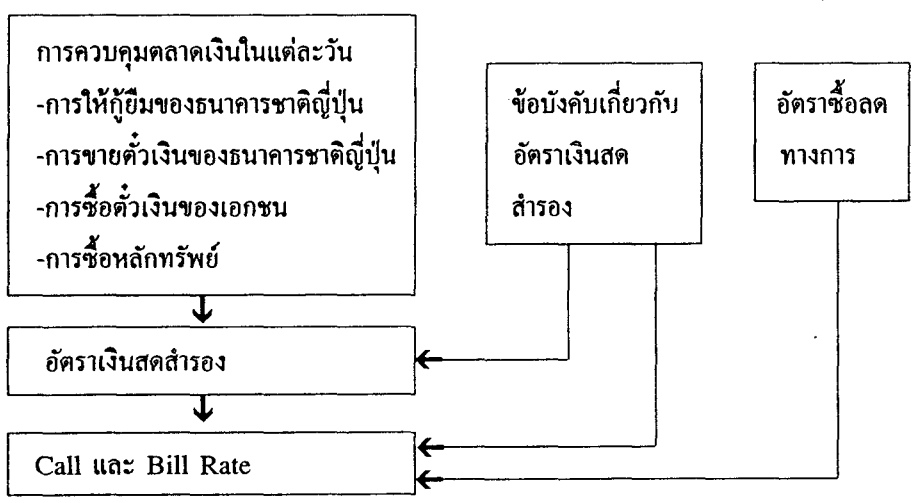 การควบคุมตลาดเงินในแต่ละวัน
-การให้กู้ยืมของธนาคารชาติญี่ปุ่น
-การขายตั๋วเงินของธนาคารชาติญี่ปุ่น
-การซื้อตั๋วเงินของเอกชน
-การซื้อหลักทรัพย์
ข้อบังคับเกี่ยวกับ
อัตราเงินสด
สำรอง
อัตราซื้อลด
ทางการ
อัตราเงินสดสำรอง
Call และ Bill Rate